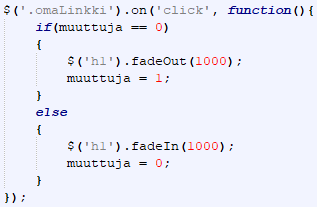 $('.omaLinkki').on('click', function(){
    if(muuttuja == 0)
    {
        $('h1').fadeOut(1000);
        muuttuja = 1;
    }
    else
    {
        $('h1').fadeIn(1000);
        muuttuja = 0;
    }
});